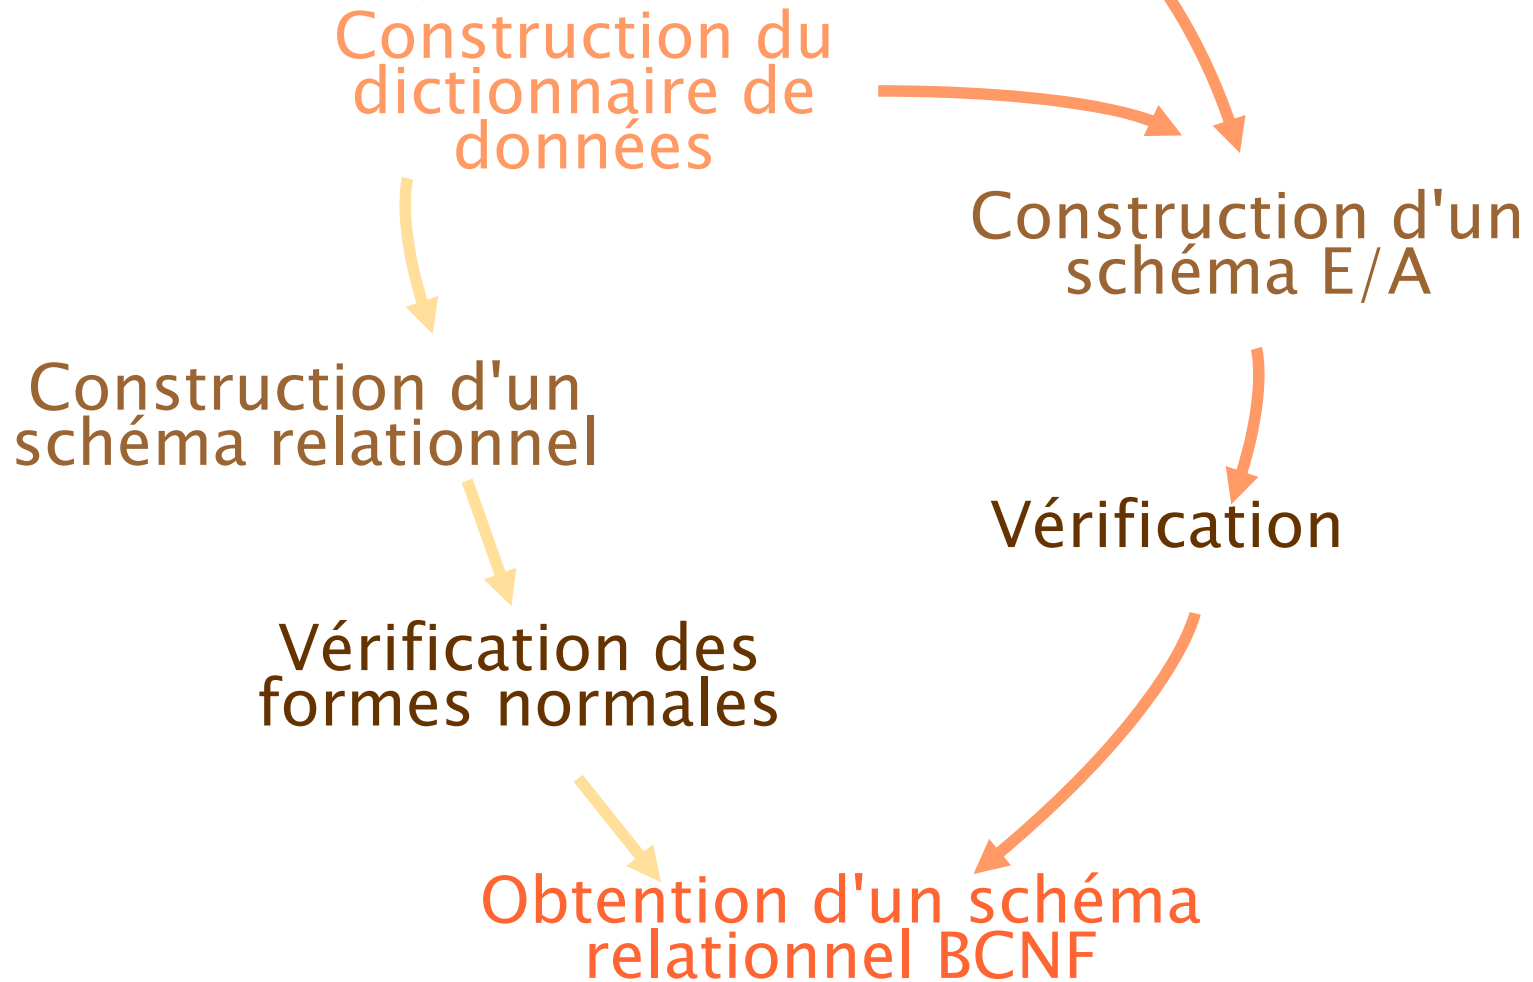 Construction du
dictionnaire de
données
Construction d'un
schéma E/A
Construction d'un
schéma relationnel
Vérification
Vérification des
formes normales
Obtention d'un schéma
relationnel BCNF